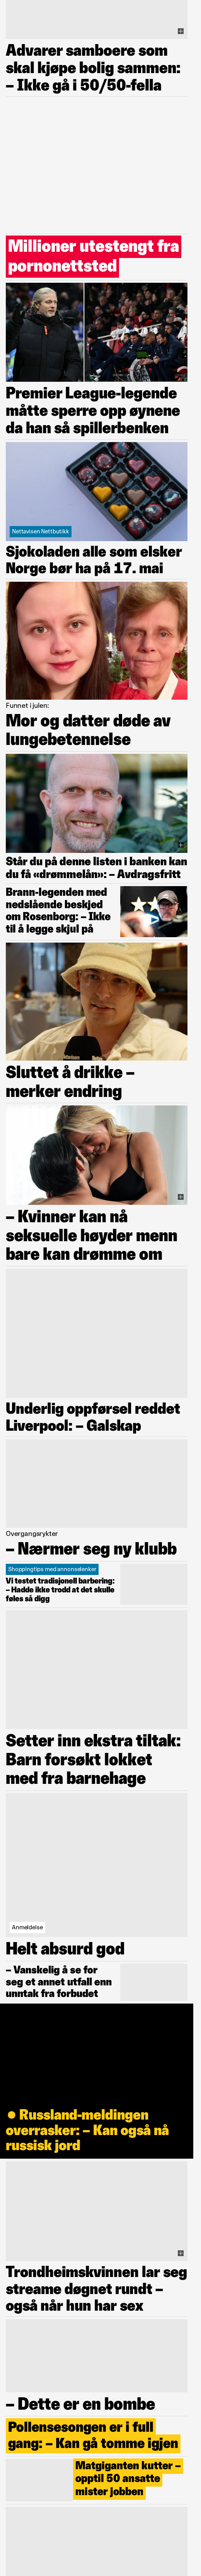 Advarer samboere som
skal kjøpe bolig sammen:
– Ikke gå i 50/50-fella
Millioner utestengt fra
pornonettsted
Premier League-legende
måtte sperre opp øynene
da han så spillerbenken
Nettavisen Nettbutikk
Sjokoladen alle som elsker
Norge bør ha på 17. mai
Funnet i julen:
Mor og datter døde av
lungebetennelse
Står du på denne listen i banken kan
du få «drømmelån»: – Avdragsfritt
Brann-legenden med
nedslående beskjed
om Rosenborg: – Ikke
til å legge skjul på
Sluttet å drikke –
merker endring
– Kvinner kan nå
seksuelle høyder menn
bare kan drømme om
Underlig oppførsel reddet
Liverpool: – Galskap
Overgangsrykter
– Nærmer seg ny klubb
Shoppingtips med annonselenker
Vi testet tradisjonell barbering:
– Hadde ikke trodd at det skulle
føles så digg
Setter inn ekstra tiltak:
Barn forsøkt lokket
med fra barnehage
Anmeldelse
Helt absurd god
– Vanskelig å se for
seg et annet utfall enn
unntak fra forbudet
Russland-meldingen
overrasker: – Kan også nå
russisk jord
Trondheimskvinnen lar seg
streame døgnet rundt –
også når hun har sex
– Dette er en bombe
Pollensesongen er i full
gang: – Kan gå tomme igjen
Matgiganten kutter –
opptil 50 ansatte
mister jobben